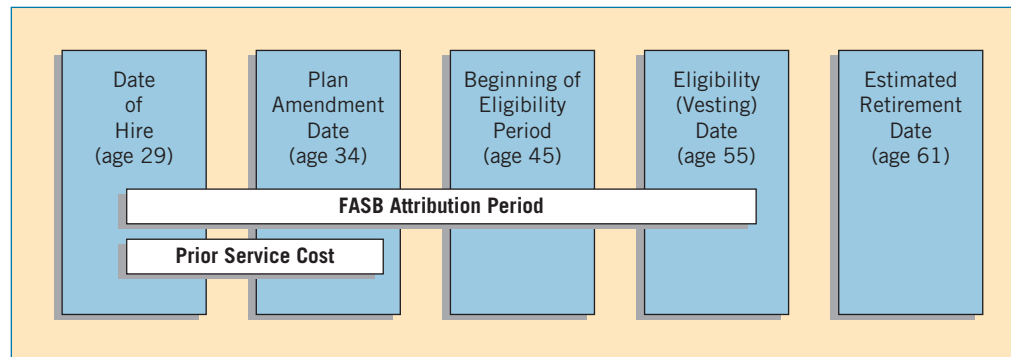 Date
of
Hire
(age 29)
Plan
Amendment
Date
(age 34)
Beginning of
Eligibility
Period
(age 45)
Eligibility
(Vesting)
Date
(age 55)
Estimated
Retirement
Date
(age 61)
FASB Attribution Period
Prior Service Cost